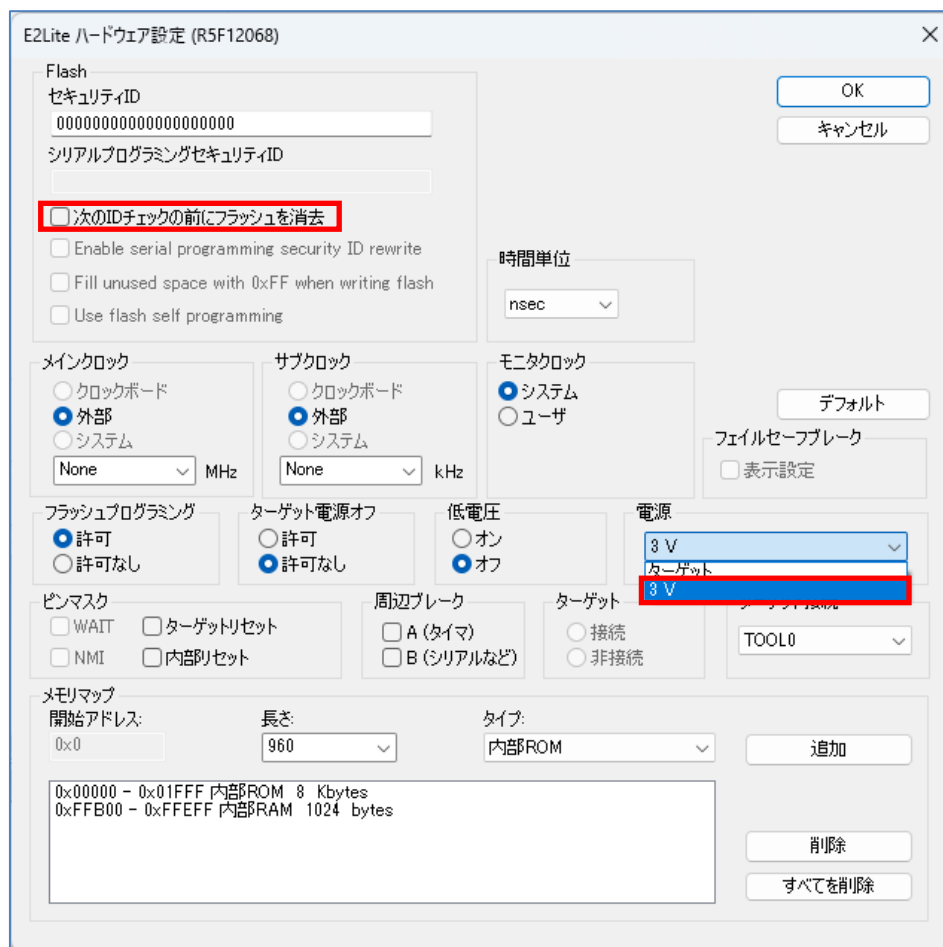 E2Lite ハードウェア設定 (R5F12068)
Flash
セキュリティID
00000000000000000000
シリアルプログラミングセキュリティID
次のIDチェックの前にフラッシュを消去
Enable serial programming security ID rewrite
Fill unused space with 0xFF when writing flash
Use flash self programming
OK
キャンセル
時間単位
nsec
メインクロック
クロックボード
外部
システム
None MHz
サブクロック
クロックボード
外部
システム
None kHz
モニタクロック
システム
ユーザ
デフォルト
フェイルセーフブレーク
表示設定
フラッシュプログラミング
許可
許可なし
ターゲット電源オフ
許可
許可なし
低電圧
オン
オフ
電源
3 V
ターゲット
3 V
ピンマスク
WAIT ターゲットリセット
NMI 内部リセット
周辺ブレーク
A (タイマ)
B (シリアルなど)
ターゲット
接続
非接続
TOOL0
メモリマップ
開始アドレス:
0x0
長さ:
960
タイプ:
内部ROM
追加
0x00000 - 0x01FFF 内部ROM 8 Kbytes
0xFFB00 - 0xFFEFF 内部RAM 1024 bytes
削除
すべてを削除